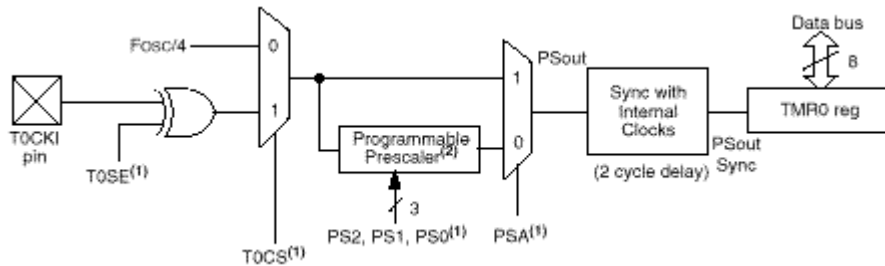 Data bus
Fosc/4
0
PSout
8
1
1
Sync with
Internal
Clocks
TMR0 reg
T0CKI
pin
Programmable
Prescaler(2)
0
PSout
Sync
T0SE(1)
(2 cycle delay)
3
PS2, PS1, PS0(1)
PSA(1)
T0CS(1)